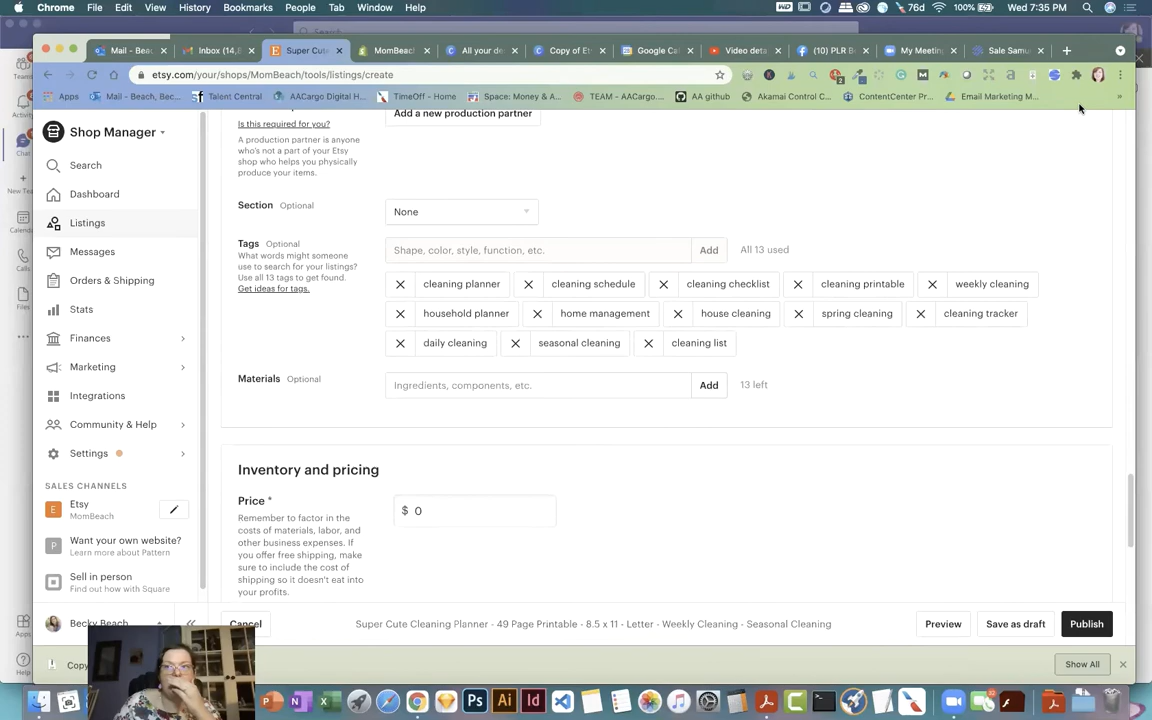 Chrome File Edit View History Bookmarks People Tab Window Help 76d 100% Wed 7:35 PM
Mail - Beac Inbox (14,8 Super Cute MomBeach All your de Copy of Et Google Ca Video deta (10) PLR B My Meeting Sale Samu
etsy.com/your/shops/MomBeach/tools/listings/create
Apps Mail - Beach, Bec... Talent Central AACargo Digital H... TimeOff - Home Space: Money & A... TEAM - AACargo.... AA github Akamai Control C... ContentCenter Pr... Email Marketing M... »
Shop Manager
Search
Dashboard
Listings
Messages
Orders & Shipping
Stats
Finances
Marketing
Integrations
Community & Help
Settings
SALES CHANNELS
Etsy
MomBeach
Want your own website?
Learn more about Pattern
Sell in person
Find out how with Square
Becky Beach
Is this required for you?
A production partner is anyone
who's not a part of your Etsy
shop who helps you physically
produce your items.
Add a new production partner
Section Optional
None
Tags Optional
What words might someone
use to search for your listings?
Use all 13 tags to get found.
Get ideas for tags.
Shape, color, style, function, etc. Add All 13 used
cleaning planner cleaning schedule cleaning checklist cleaning printable weekly cleaning
household planner home management house cleaning spring cleaning cleaning tracker
daily cleaning seasonal cleaning cleaning list
Materials Optional
Ingredients, components, etc. Add 13 left
Inventory and pricing
Price *
Remember to factor in the
costs of materials, labor, and
other business expenses. If
you offer free shipping, make
sure to include the cost of
shipping so it doesn't eat into
your profits.
$ 0
Cancel Super Cute Cleaning Planner - 49 Page Printable - 8.5 x 11 - Letter - Weekly Cleaning - Seasonal Cleaning Preview Save as draft Publish
Copy Show All